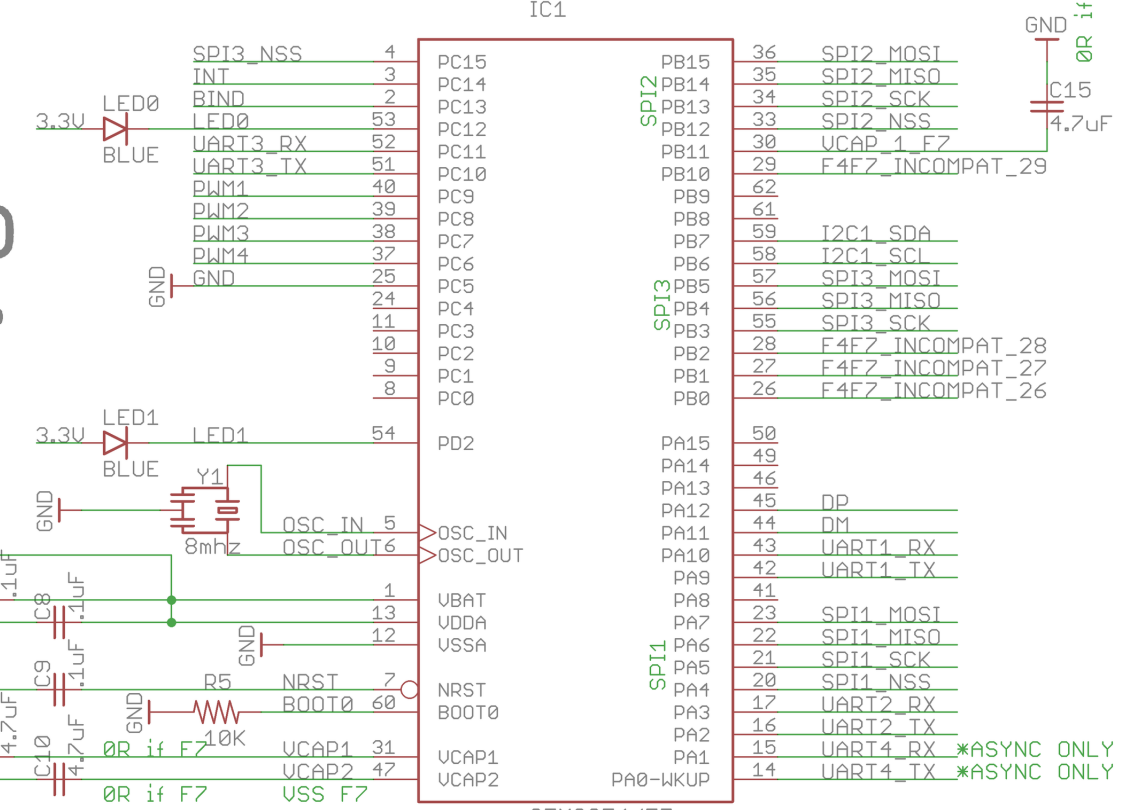 IC1
GND
0R if
SPI3_NSS 4 PC15 PB15 36 SPI2_MOSI
INT 3 PC14 PB14 35 SPI2_MISO
BIND 2 PC13 PB13 34 SPI2_SCK
C15
SPI2
LED0
3.3V LED0 53 PC12 PB12 33 SPI2_NSS
4.7uF
BLUE
UART3_RX 52 PC11 PB11 30 VCAP_1_F7
UART3_TX 51 PC10 PB10 29 F4F7_INCOMPAT_29
PWM1 40 PC9 PB9 62
PWM2 39 PC8 PB8 61
PWM3 38 PC7 PB7 59 I2C1_SDA
PWM4 37 PC6 PB6 58 I2C1_SCL
GND GND 25 PC5 PB5 57 SPI3_MOSI
SPI3
24 PC4 PB4 56 SPI3_MISO
11 PC3 PB3 55 SPI3_SCK
10 PC2 PB2 28 F4F7_INCOMPAT_28
9 PC1 PB1 27 F4F7_INCOMPAT_27
8 PC0 PB0 26 F4F7_INCOMPAT_26
LED1
3.3V LED1 54 PD2 PA15 50
BLUE
PA14 49
Y1
PA13 46
GND
PA12 45 DP
8mhz
OSC_IN 5 OSC_IN PA11 44 DM
OSC_OUT 6 OSC_OUT PA10 43 UART1_RX
PA9 42 UART1_TX
.1uF C8 .1uF
1 VBAT PA8 41
13 VDDA PA7 23 SPI1_MOSI
GND 12 VSSA PA6 22 SPI1_MISO
SPI1
PA5 21 SPI1_SCK
C9 .1uF
R5
NRST 7 NRST PA4 20 SPI1_NSS
GND 10K BOOT0 60 BOOT0 PA3 17 UART2_RX
PA2 16 UART2_TX
4.7uF C10 4.7uF
0R if F7 VCAP1 31 VCAP1 PA1 15 UART4_RX *ASYNC ONLY
VCAP2 47 VCAP2 PA0-WKUP 14 UART4_TX *ASYNC ONLY
0R if F7 VSS F7